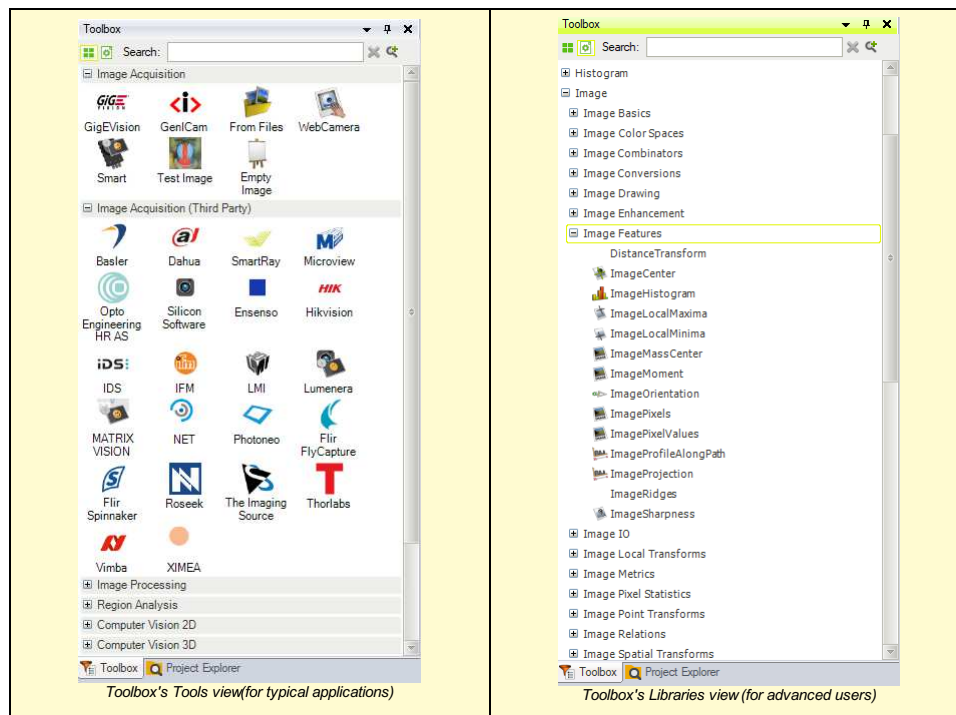 Toolbox
Search:
Image Acquisition
GIGE
VISION
<i>
GigEVision GenICam From Files WebCamera
Smart Test Image Empty
Image
Image Acquisition (Third Party)
Basler Dahua SmartRay Microview
HIK
Opto
Engineering
HR AS
Silicon
Software
Ensenso
Hikvision
iDS:
ifm
IDS IFM LMI Lumenera
MATRIX
VISION
NET
Photoneo
Flir
FlyCapture
Flir
Spinnaker
Roseek
The Imaging
Source
Thorlabs
Vimba XIMEA
Image Processing
Region Analysis
Computer Vision 2D
Computer Vision 3D
Toolbox Project Explorer
Toolbox's Tools view(for typical applications)
Toolbox
Search:
Histogram
Image
Image Basics
Image Color Spaces
Image Combinators
Image Conversions
Image Drawing
Image Enhancement
Image Features
DistanceTransform
ImageCenter
ImageHistogram
ImageLocalMaxima
ImageLocalMinima
ImageMassCenter
ImageMoment
ImageOrientation
ImagePixels
ImagePixelValues
ImageProfileAlongPath
ImageProjection
ImageRidges
ImageSharpness
Image IO
Image Local Transforms
Image Metrics
Image Pixel Statistics
Image Point Transforms
Image Relations
Image Spatial Transforms
Toolbox Project Explorer
Toolbox's Libraries view (for advanced users)